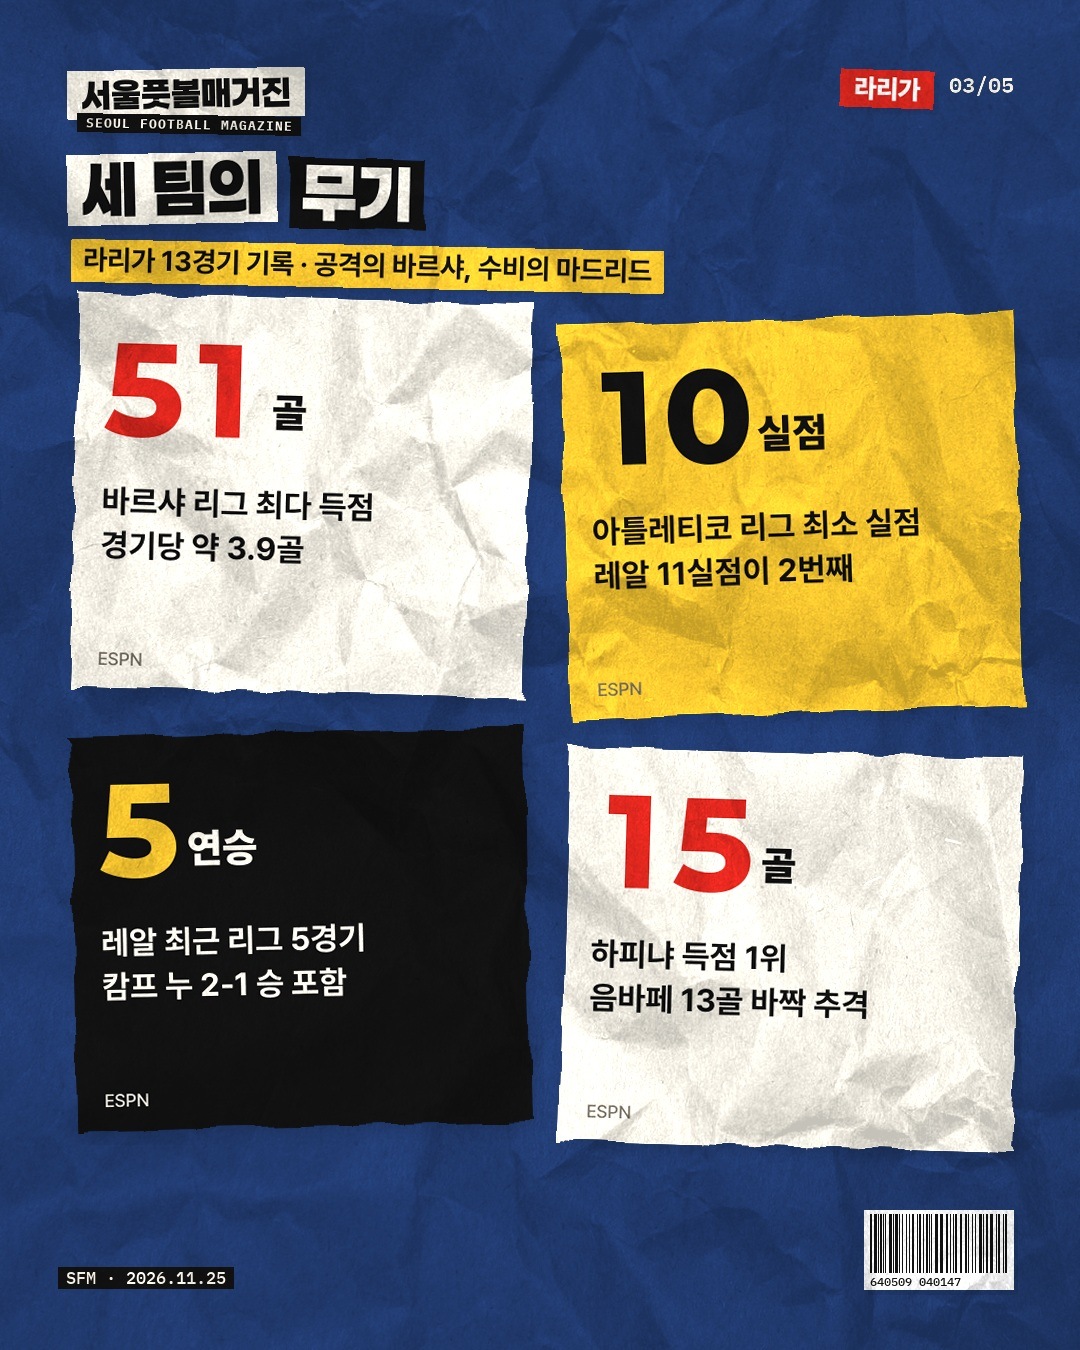 서울풋볼매거진
SEOUL FOOTBALL MAGAZINE
라리가 03/05
세 팀의 무기
라리가 13경기 기록 · 공격의 바르샤, 수비의 마드리드
51 골
바르샤 리그 최다 득점
경기당 약 3.9골
ESPN
10 실점
아틀레티코 리그 최소 실점
레알 11실점이 2번째
ESPN
5 연승
레알 최근 리그 5경기
캄프 누 2-1 승 포함
ESPN
15 골
하피냐 득점 1위
음바페 13골 바짝 추격
ESPN
SFM · 2026.11.25
640509 040147